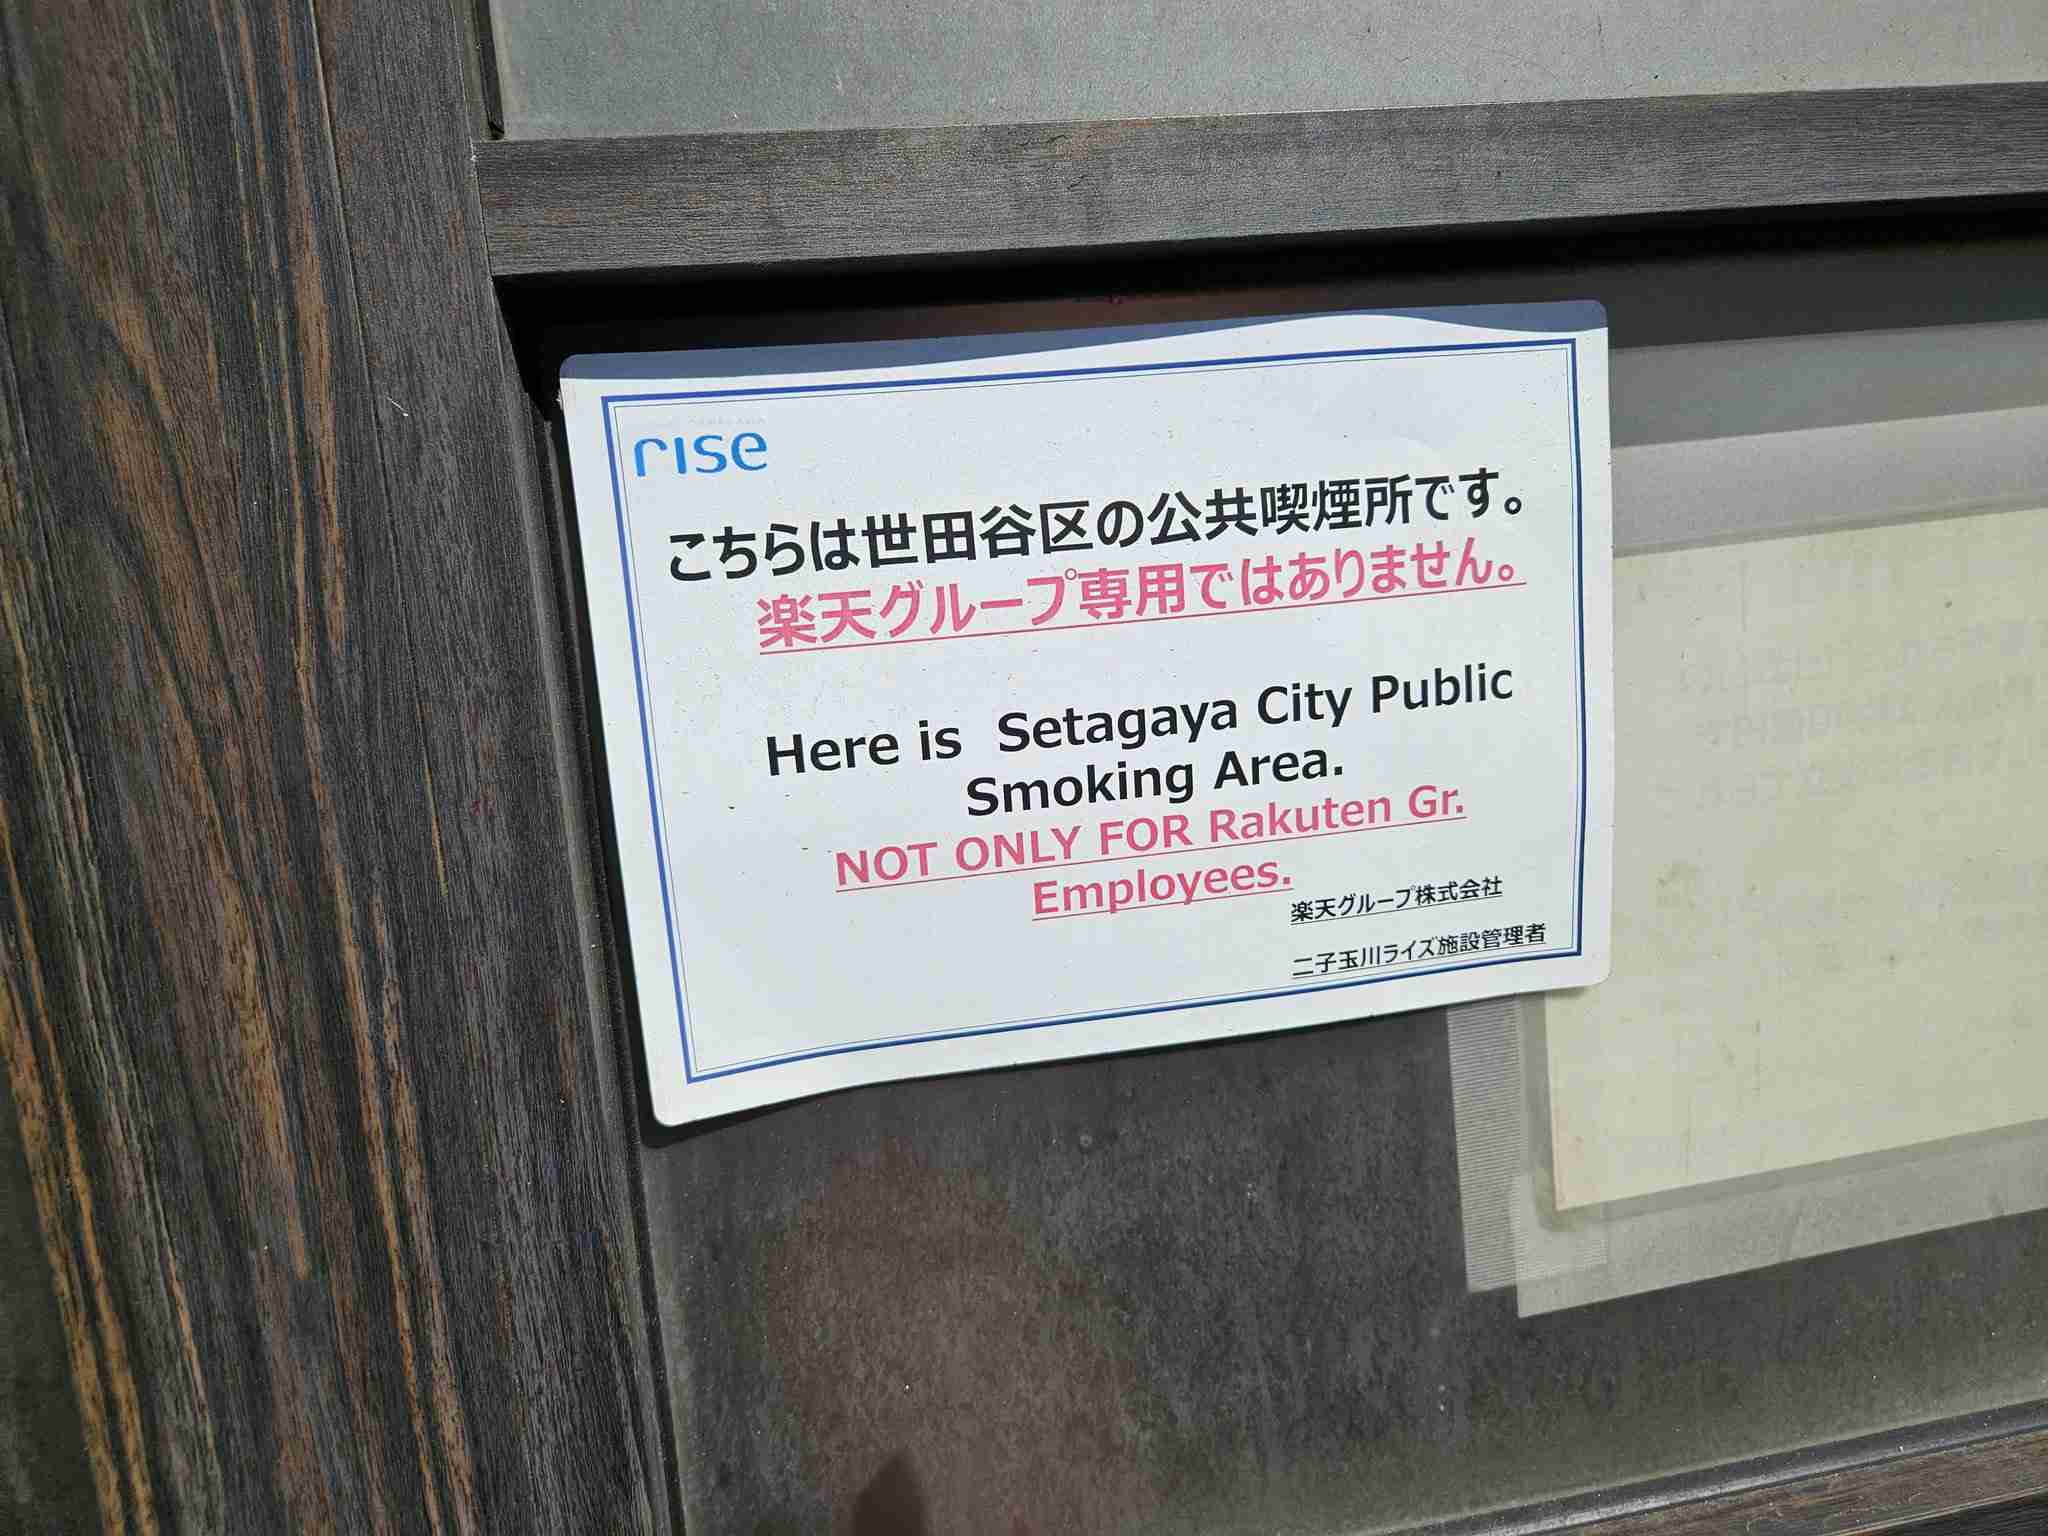 rise
こちらは世田谷区の公共喫煙所です。
楽天グループ専用ではありません。
Here is Setagaya City Public
Smoking Area.
NOT ONLY FOR Rakuten Gr.
Employees.
楽天グループ株式会社
二子玉川ライズ施設管理者